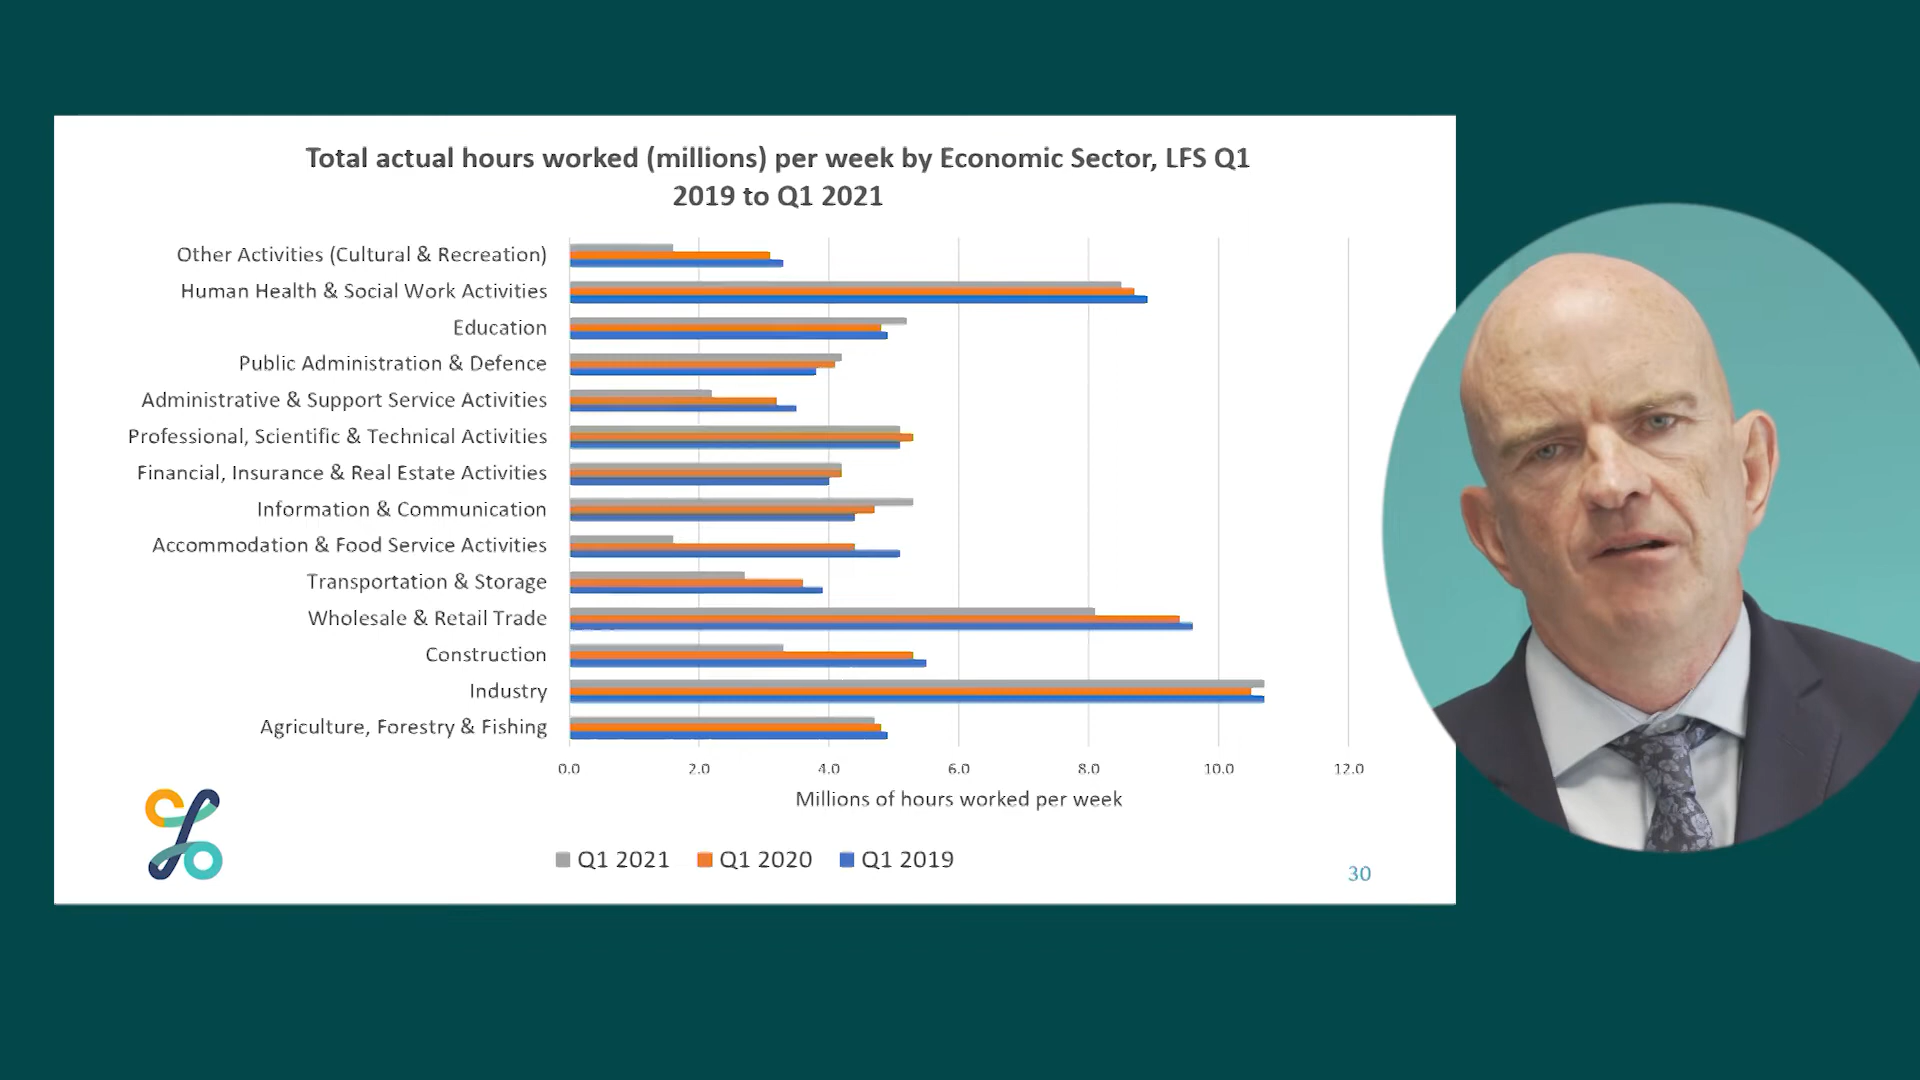 Total actual hours worked (millions) per week by Economic Sector, LFS Q1
2019 to Q1 2021
Other Activities (Cultural & Recreation)
Human Health & Social Work Activities
Education
Public Administration & Defence
Administrative & Support Service Activities
Professional, Scientific & Technical Activities
Financial, Insurance & Real Estate Activities
Information & Communication
Accommodation & Food Service Activities
Transportation & Storage
Wholesale & Retail Trade
Construction
Industry
Agriculture, Forestry & Fishing
0.0 2.0 4.0 6.0 8.0 10.0 12.0
Millions of hours worked per week
Q1 2021 Q1 2020 Q1 2019
30